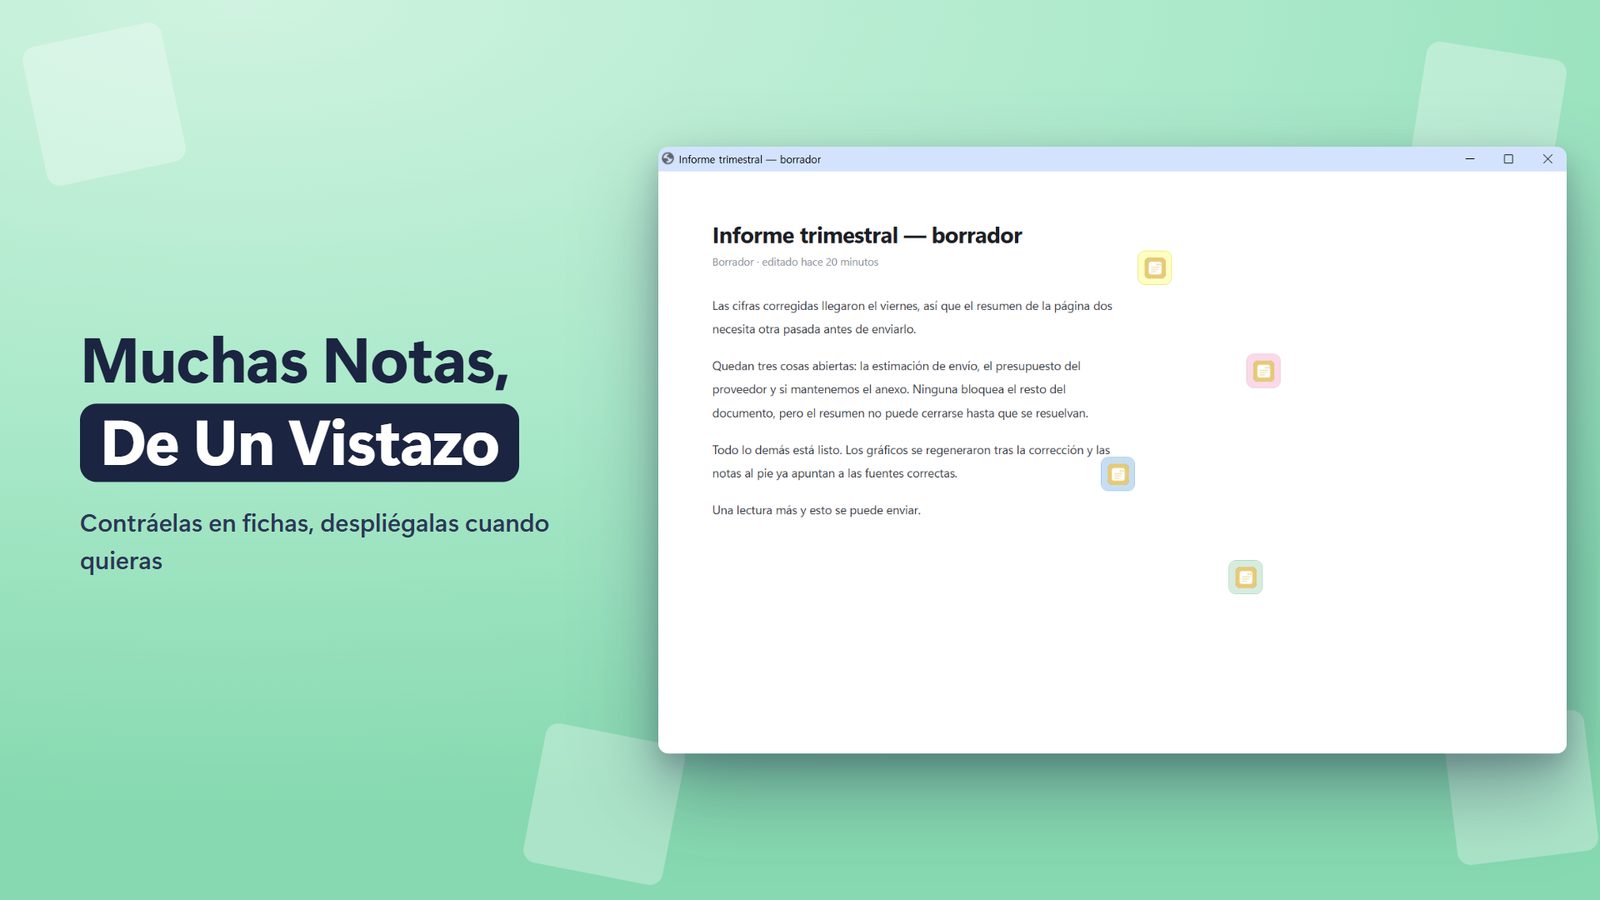 Muchas Notas,
De Un Vistazo
Contráelas en fichas, despliégalas cuando
quieras
Informe trimestral — borrador
Informe trimestral — borrador
Borrador · editado hace 20 minutos
Las cifras corregidas llegaron el viernes, así que el resumen de la página dos
necesita otra pasada antes de enviarlo.
Quedan tres cosas abiertas: la estimación de envío, el presupuesto del
proveedor y si mantenemos el anexo. Ninguna bloquea el resto del
documento, pero el resumen no puede cerrarse hasta que se resuelvan.
Todo lo demás está listo. Los gráficos se regeneraron tras la corrección y las
notas al pie ya apuntan a las fuentes correctas.
Una lectura más y esto se puede enviar.